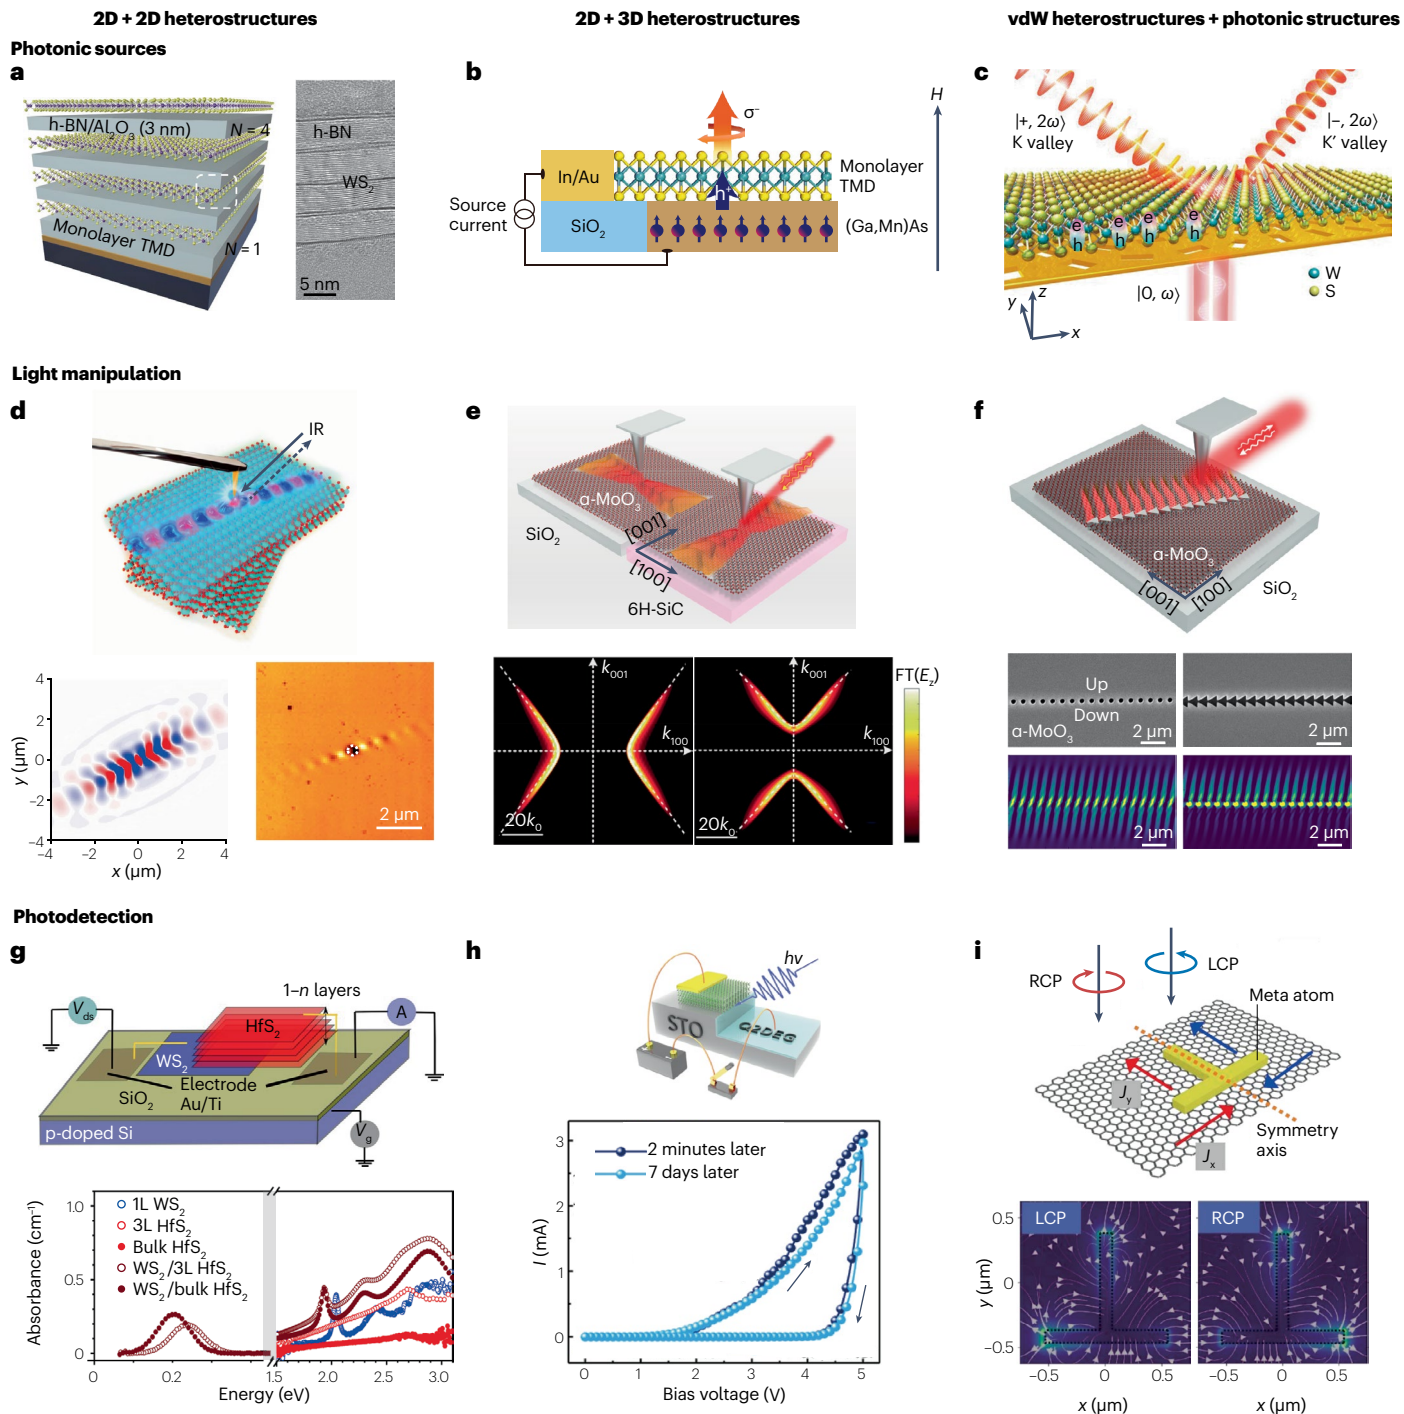 2D + 2D heterostructures
2D + 3D heterostructures
vdW heterostructures + photonic structures
Photonic sources
a
h-BN/Al2O3 (3 nm)
N = 4
Monolayer TMD
N = 1
h-BN
WS2
5 nm
b
H
σ−
In/Au
Monolayer
TMD
h+
Source
current
SiO2
(Ga,Mn)As
c
|+, 2ω⟩
K valley
|−, 2ω⟩
K′ valley
e
h
e
h
e
h
e
h
W
S
|0, ω⟩
z
y
x
Light manipulation
d
IR
4
2
0
−2
−4
y (μm)
−4
−2
0
2
4
x (μm)
2 μm
e
α-MoO3
SiO2
[001]
[100]
6H-SiC
k001
k100
20k0
k001
k100
20k0
FT(Ez)
f
α-MoO3
[001]
[100]
SiO2
Up
Down
α-MoO3
2 μm
2 μm
2 μm
2 μm
Photodetection
g
1–n layers
Vds
HfS2
A
WS2
SiO2
Electrode
Au/Ti
p-doped Si
Vg
1.0
0.5
0
Absorbance (cm−1)
1L WS2
3L HfS2
Bulk HfS2
WS2/3L HfS2
WS2/bulk HfS2
0
0.2
1.5
2.0
2.5
3.0
Energy (eV)
h
hν
STO
Q2DEG
3
2
1
0
I (mA)
2 minutes later
7 days later
0
1
2
3
4
5
Bias voltage (V)
i
RCP
LCP
Meta atom
Jy
Jx
Symmetry
axis
LCP
RCP
0.5
0
−0.5
y (μm)
−0.5
0
0.5
−0.5
0
0.5
x (μm)
x (μm)